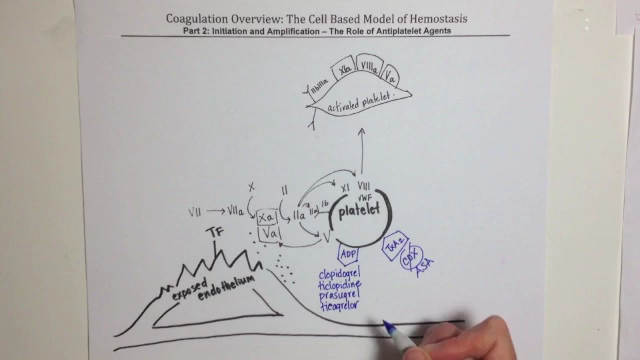 Coagulation Overview: The Cell Based Model of Hemostasis
Part 2: Initiation and Amplification – The Role of Antiplatelet Agents
IIbIIIa
XIa
VIIIa
Va
activated platelet
X
II
XI
VIII
vWF
VII → VIIa
Xa
IIa
IIa
Ib
platelet
TF
Va
V
exposed endothelium
ADP
TxA2
COX
ASA
clopidogrel
ticlopidine
prasugrel
ticagrelor